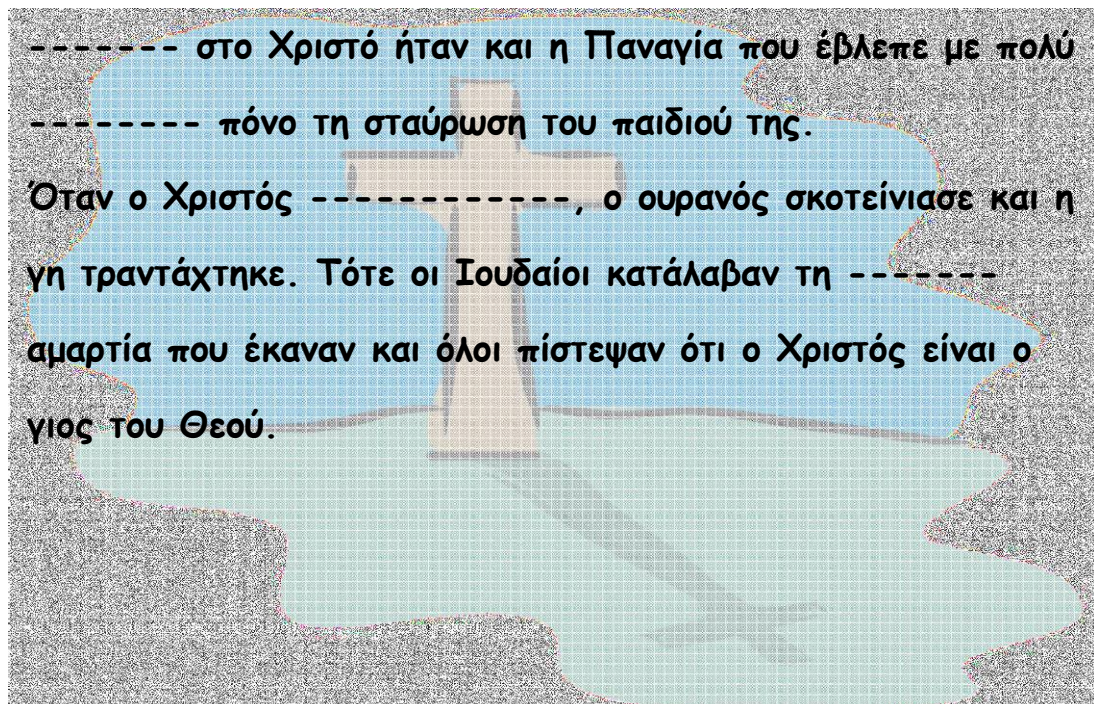 ------- στο Χριστό ήταν και η Παναγία που έβλεπε με πολύ
-------- πόνο τη σταύρωση του παιδιού της.
Όταν ο Χριστός ------------, ο ουρανός σκοτείνιασε και η
γη τραντάχτηκε. Τότε οι Ιουδαίοι κατάλαβαν τη -------
αμαρτία που έκαναν και όλοι πίστεψαν ότι ο Χριστός είναι ο
γιος του Θεού.